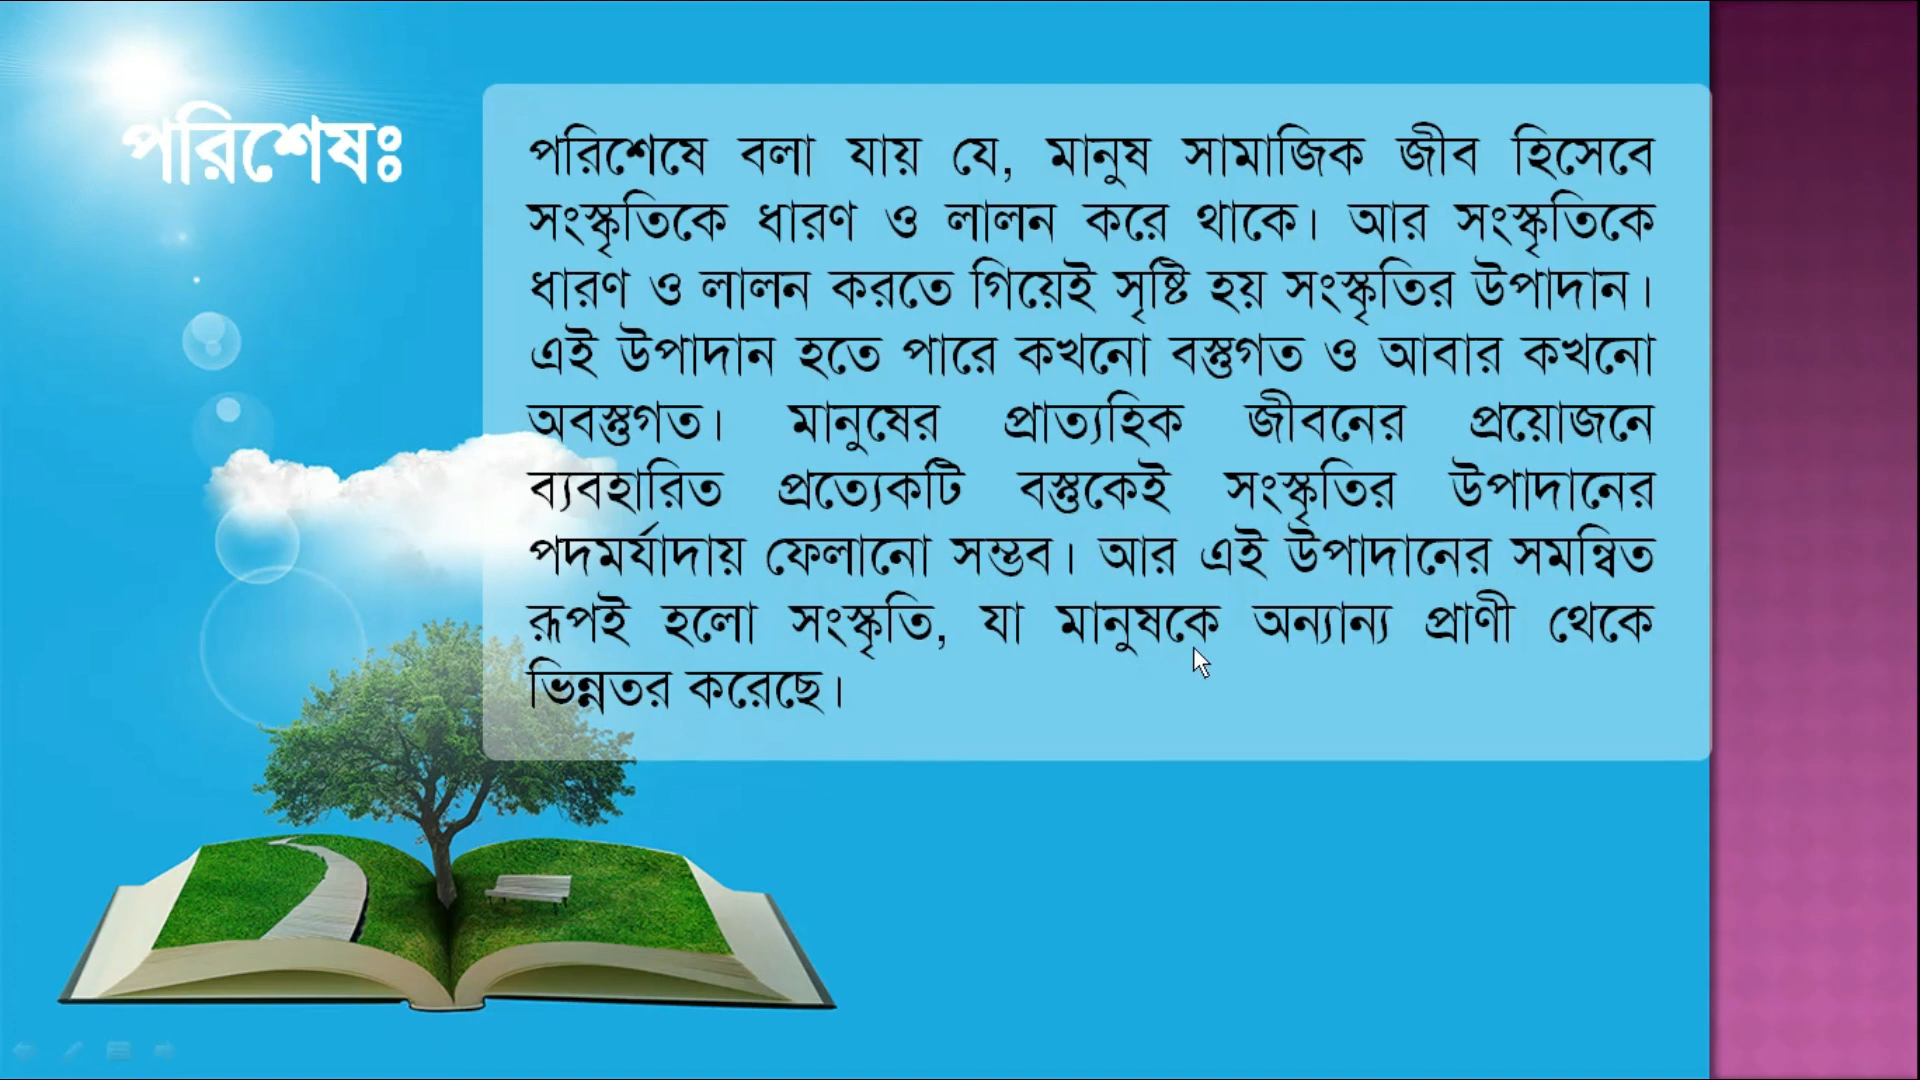 পরিশেষঃ
পরিশেষে বলা যায় যে, মানুষ সামাজিক জীব হিসেবে
সংস্কৃতিকে ধারণ ও লালন করে থাকে। আর সংস্কৃতিকে
ধারণ ও লালন করতে গিয়েই সৃষ্টি হয় সংস্কৃতির উপাদান।
এই উপাদান হতে পারে কখনো বস্তুগত ও আবার কখনো
অবস্তুগত। মানুষের প্রাত্যহিক জীবনের প্রয়োজনে
ব্যবহারিত প্রত্যেকটি বস্তুকেই সংস্কৃতির উপাদানের
পদমর্যাদায় ফেলানো সম্ভব। আর এই উপাদানের সমন্বিত
রূপই হলো সংস্কৃতি, যা মানুষকে অন্যান্য প্রাণী থেকে
ভিন্নতর করেছে।